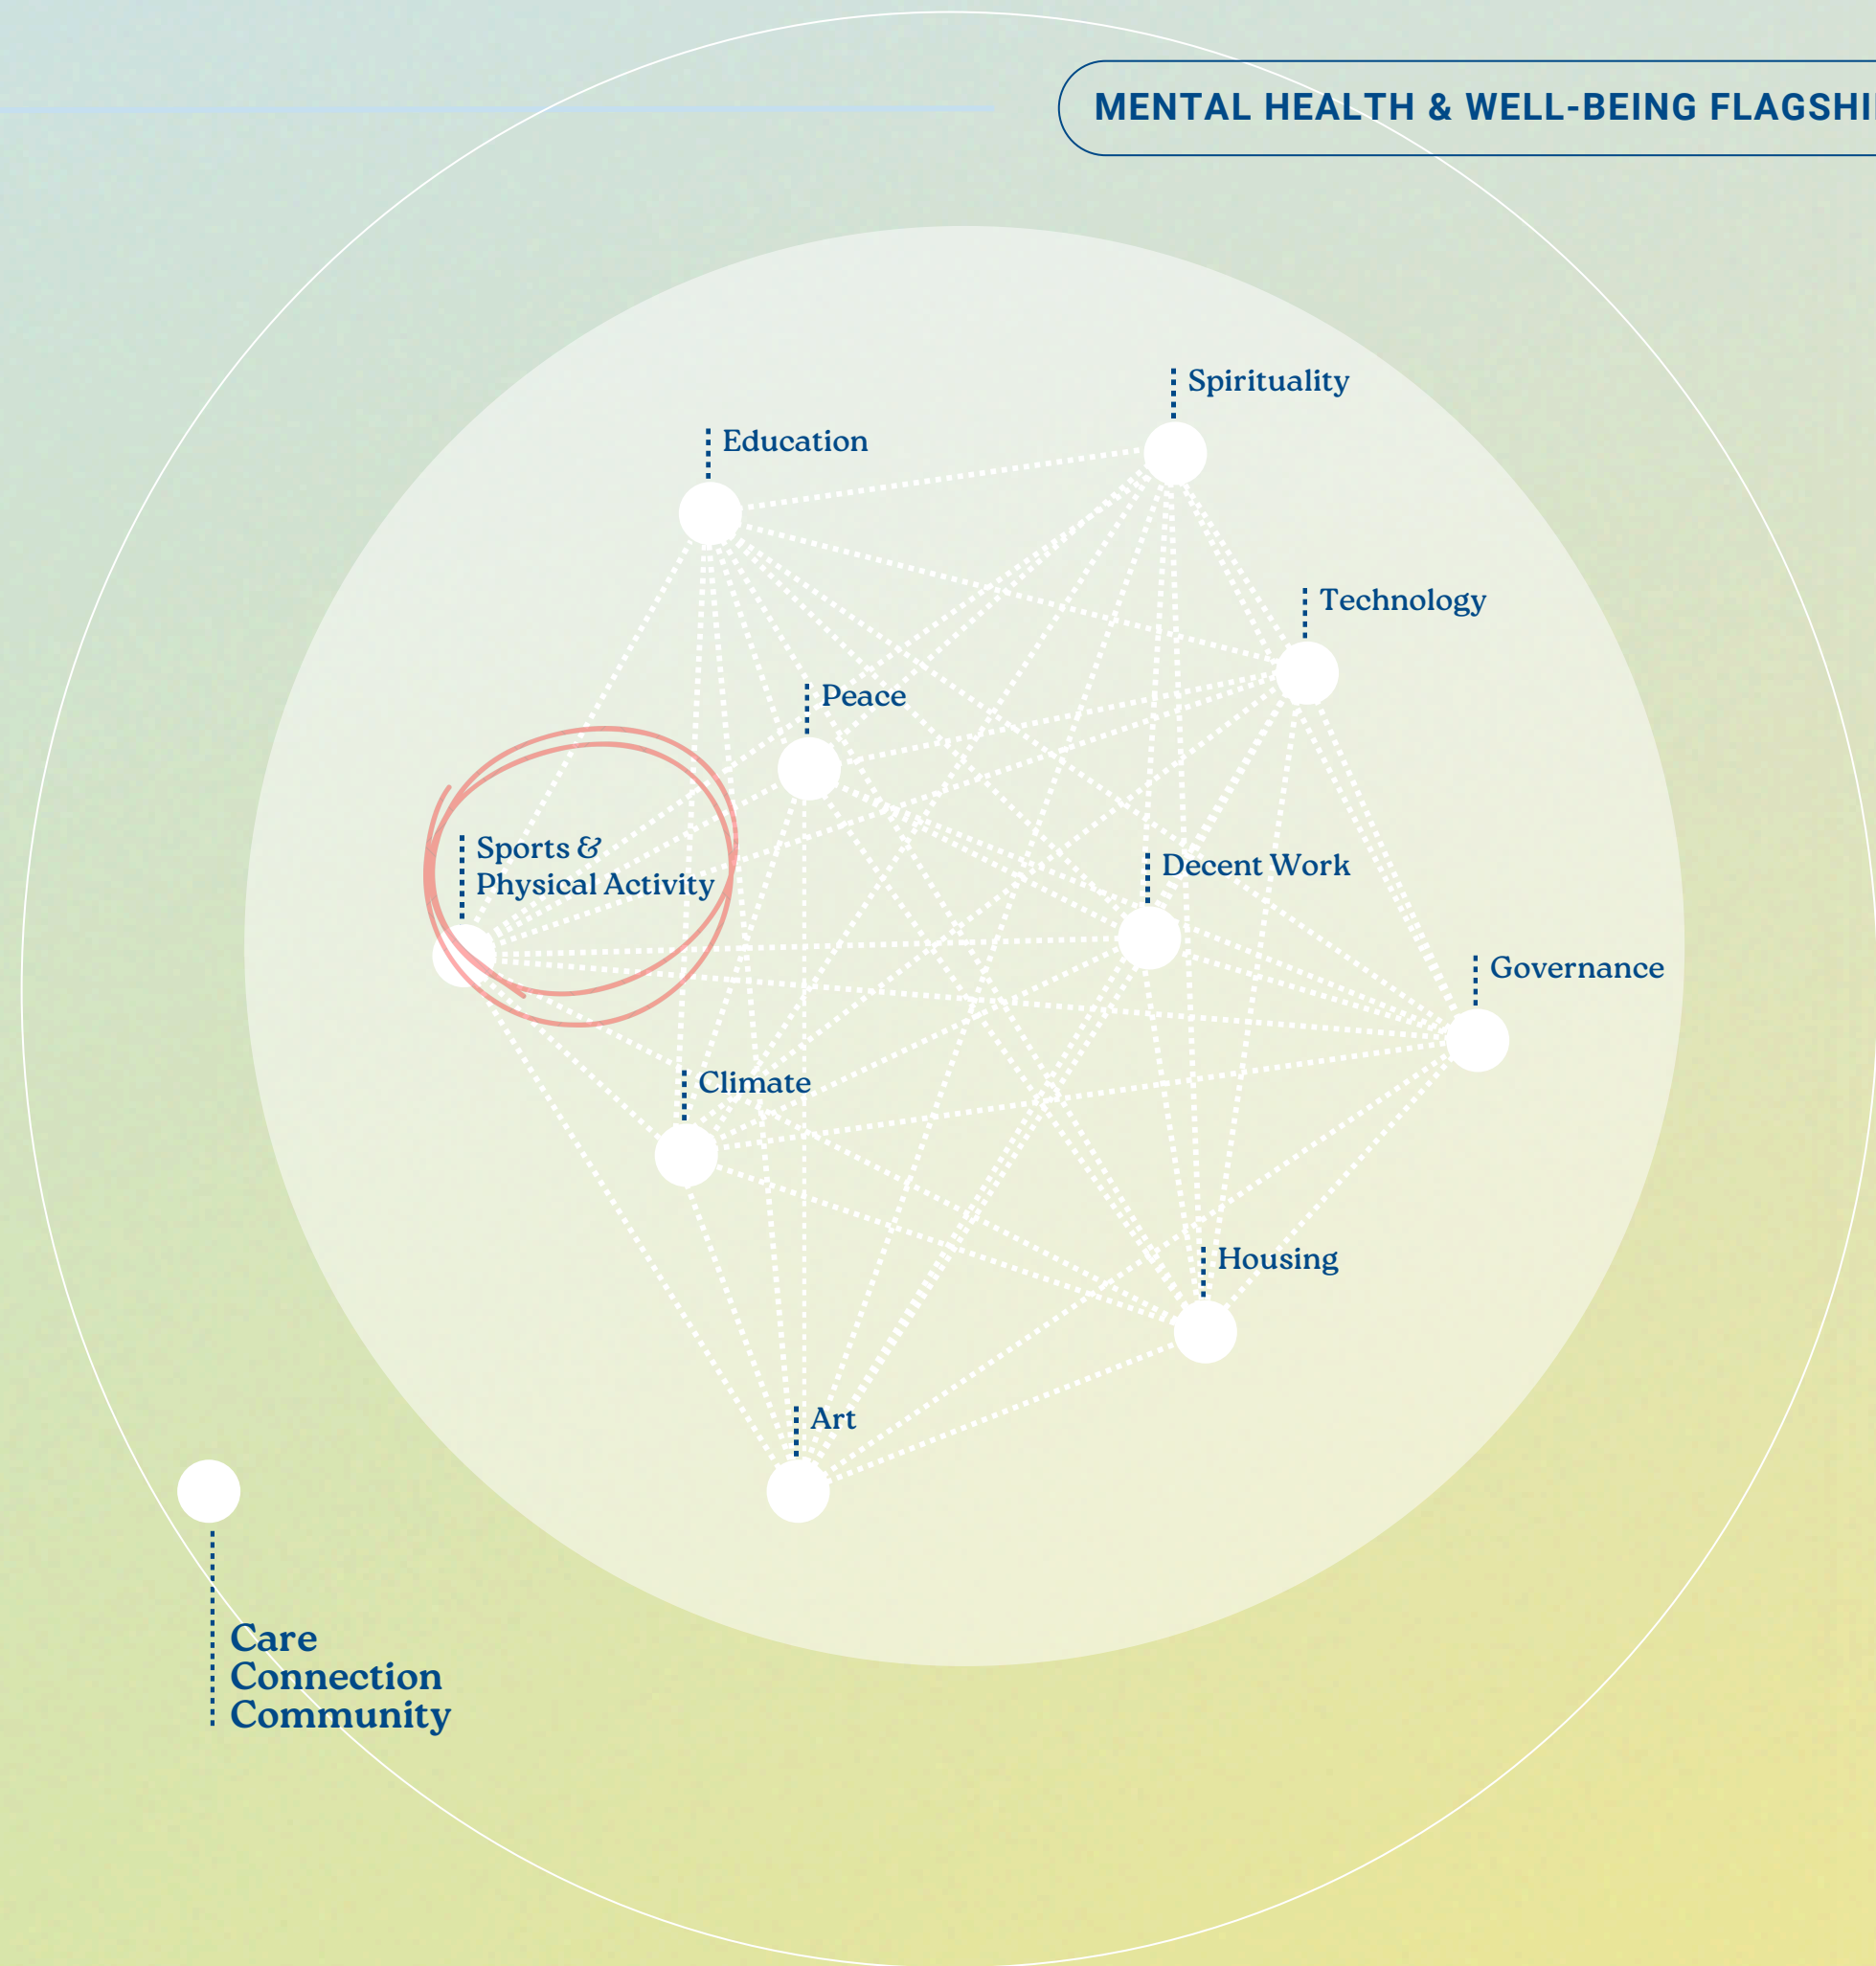 MENTAL HEALTH & WELL-BEING FLAGSHI
Spirituality
Education
Technology
Peace
Sports &
Physical Activity
Decent Work
Governance
Climate
Housing
Art
Care
Connection
Community